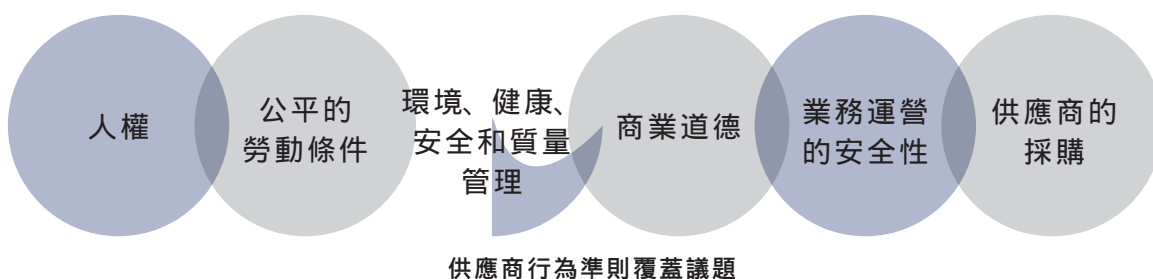 人權
公平的
勞動條件
環境、健康、
安全和質量
管理
商業道德
業務運營
的安全性
供應商的
採購
供應商行為準則覆蓋議題